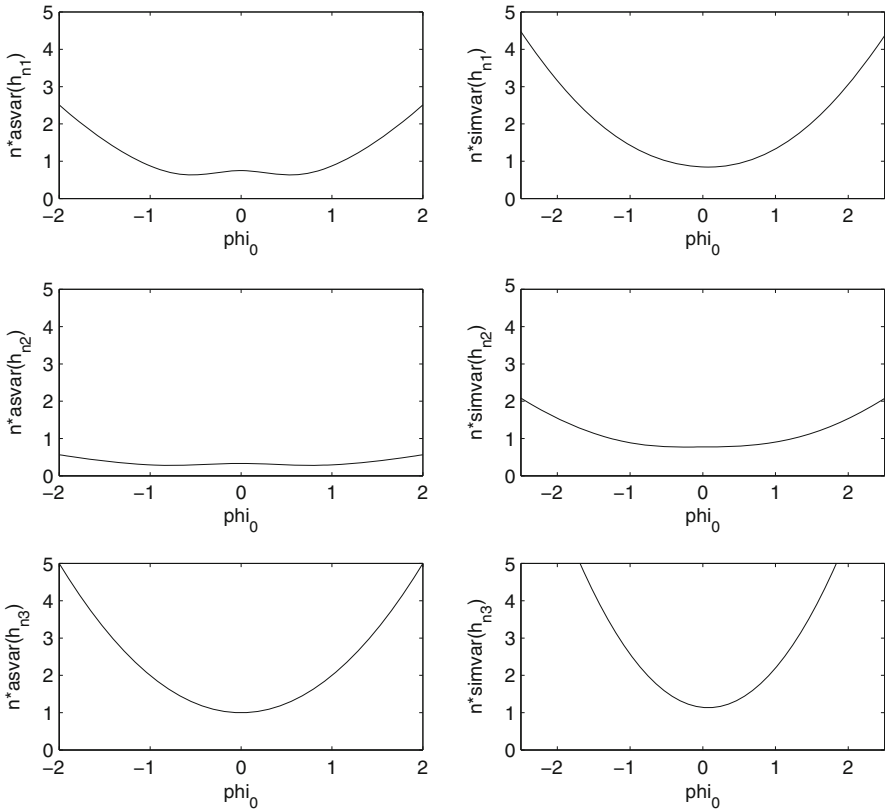 5
4
3
2
1
0
n*asvar(h_n1)
−2 −1 0 1 2
phi_0
5
4
3
2
1
0
n*simvar(h_n1)
−2 −1 0 1 2
phi_0
5
4
3
2
1
0
n*asvar(h_n2)
−2 −1 0 1 2
phi_0
5
4
3
2
1
0
n*simvar(h_n2)
−2 −1 0 1 2
phi_0
5
4
3
2
1
0
n*asvar(h_n3)
−2 −1 0 1 2
phi_0
5
4
3
2
1
0
n*simvar(h_n3)
−2 −1 0 1 2
phi_0